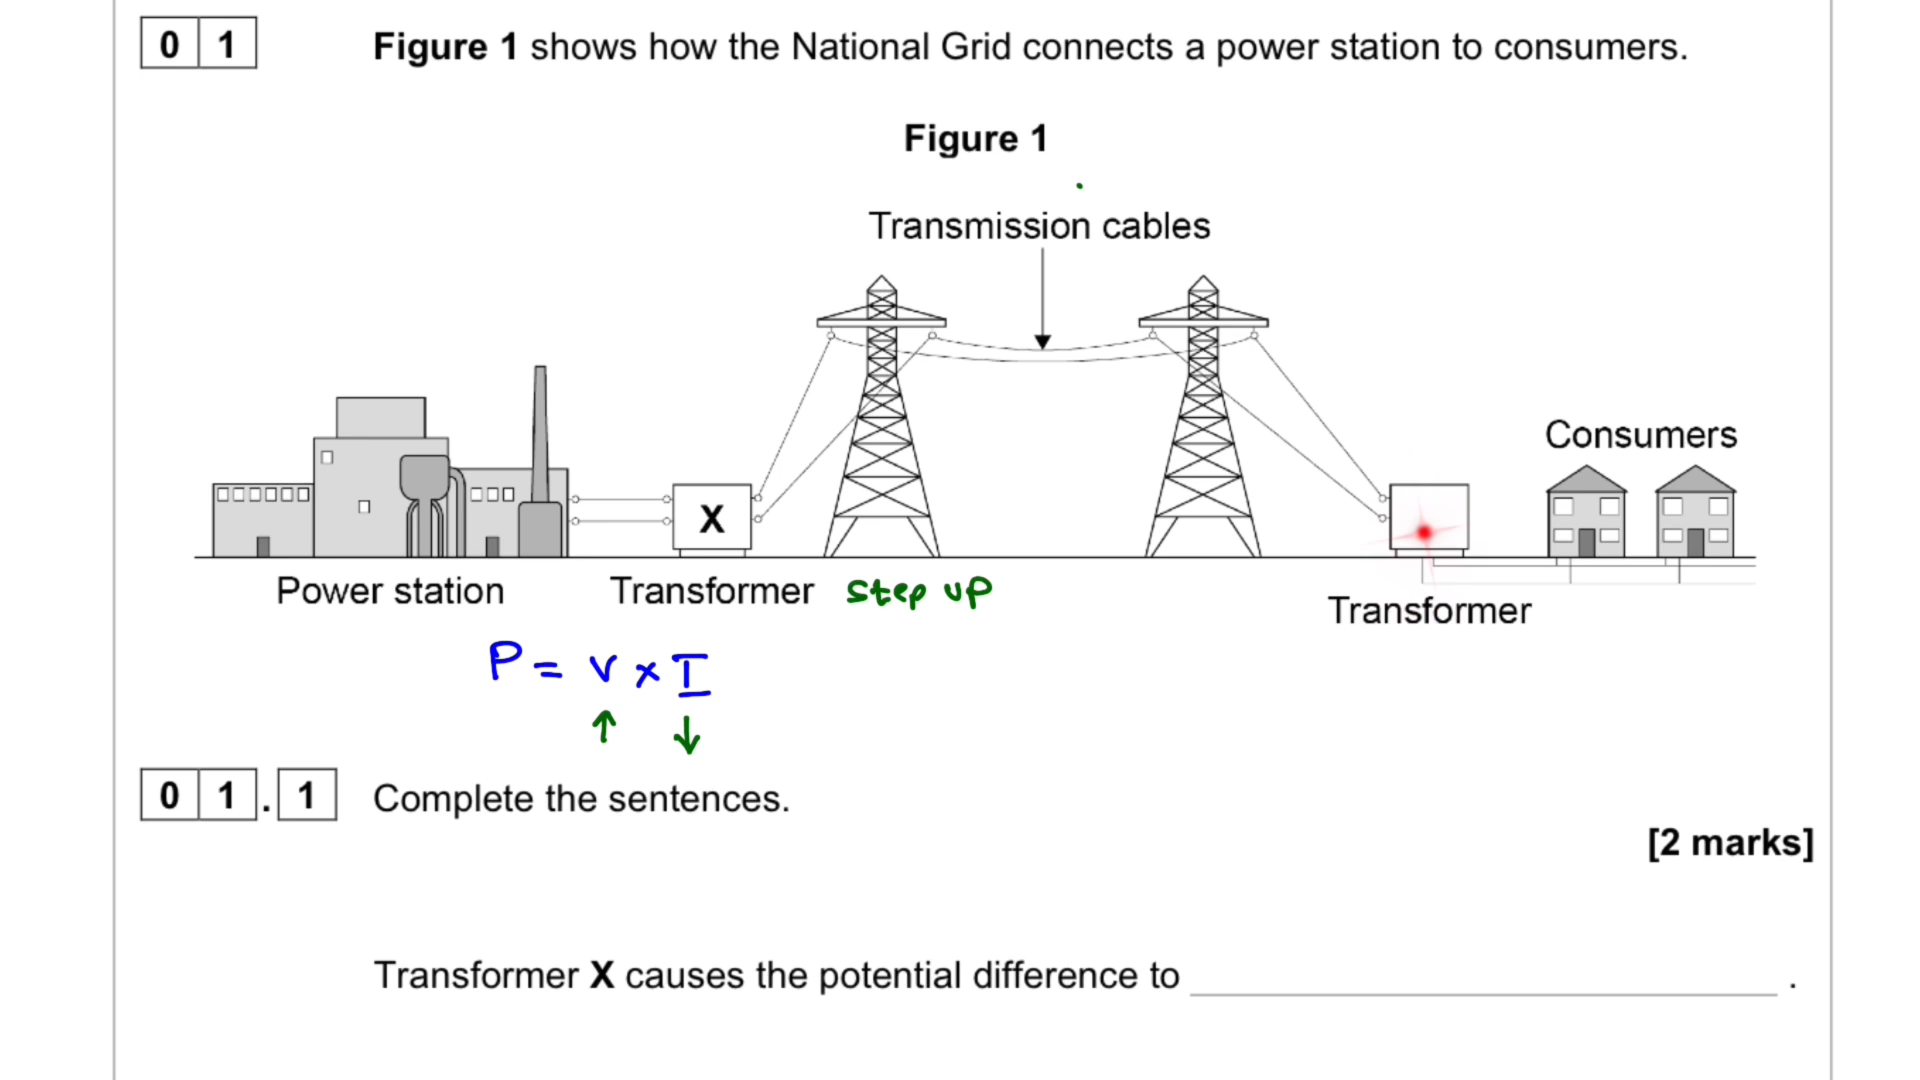 0 1 Figure 1 shows how the National Grid connects a power station to consumers.
Figure 1
Transmission cables
Consumers
X
Power station Transformer step up
Transformer
P = V x I
↑ ↓
0 1 . 1 Complete the sentences.
[2 marks]
Transformer X causes the potential difference to ______________________________ .